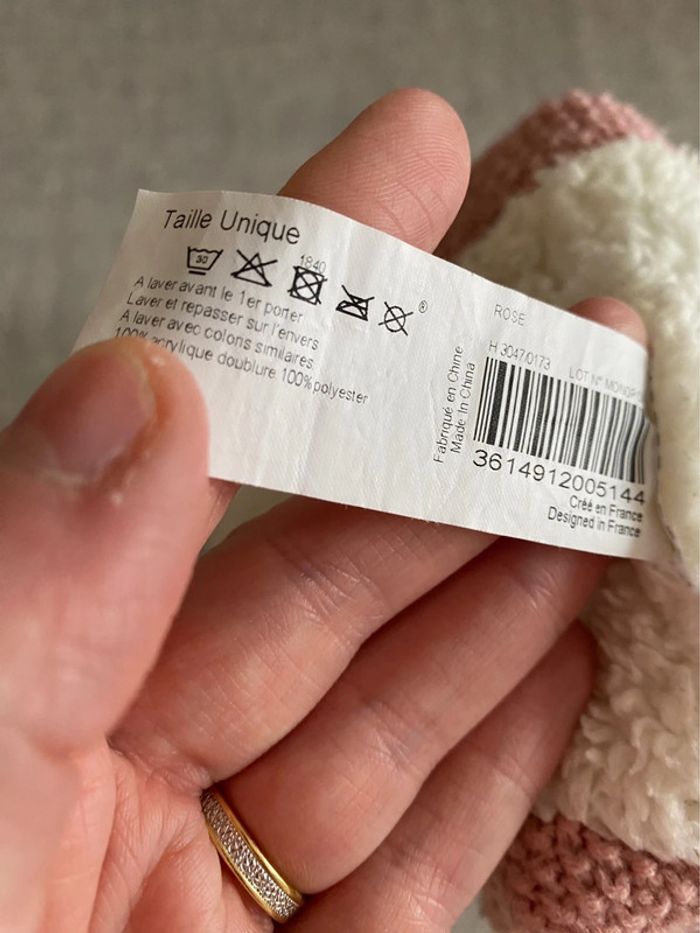 Taille Unique
30
1840
®
A laver avant le 1er porter
Laver et repasser sur l'envers
A laver avec colons similaires
100% acrylique doublure 100% polyester
ROSE
H 3047/0173 LOT N°
Fabriqué en Chine
Made In China
3614912005144
Créé en France
Designed in France